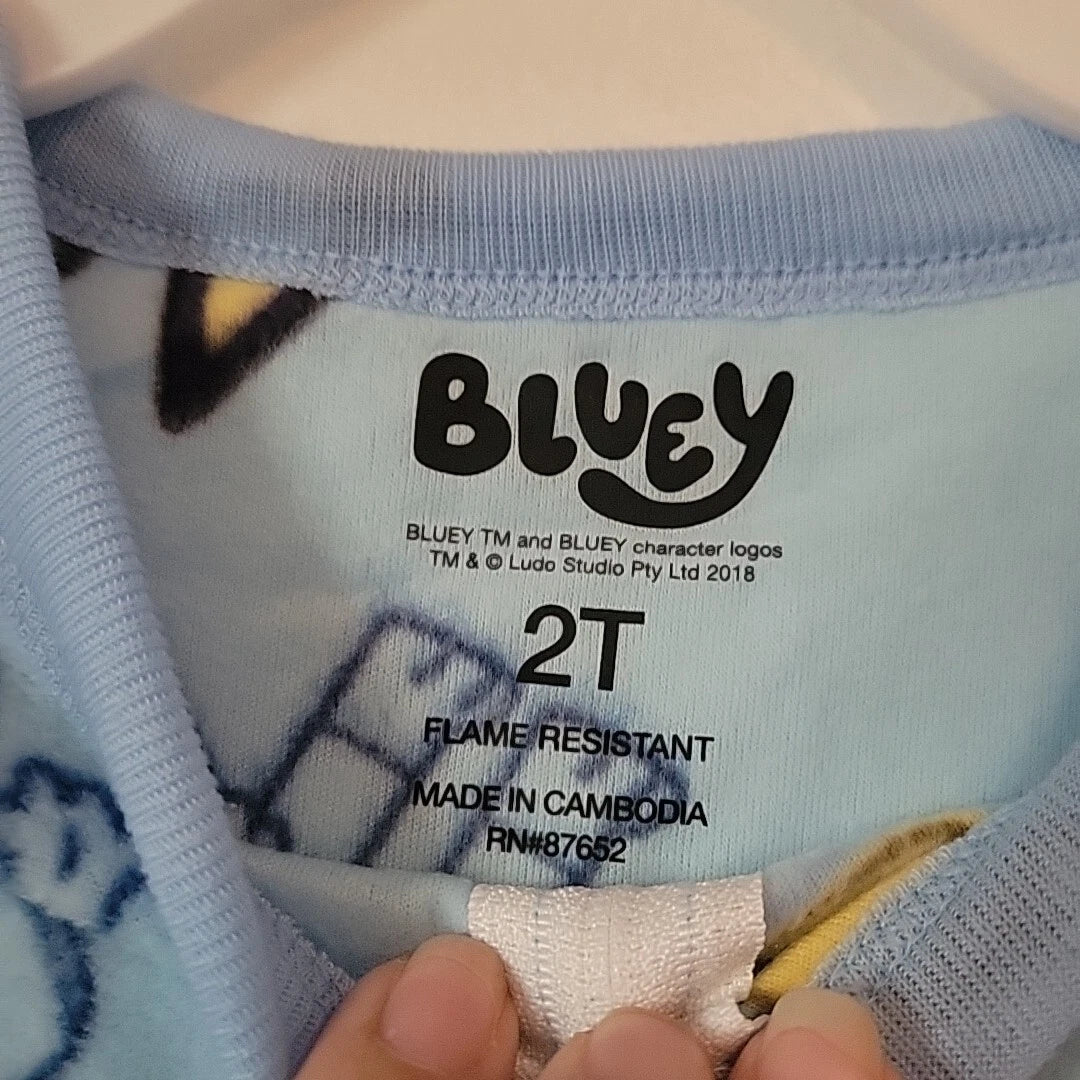 BLUEY
BLUEY TM and BLUEY character logos
TM & © Ludo Studio Pty Ltd 2018
2T
FLAME RESISTANT
MADE IN CAMBODIA
RN#87652